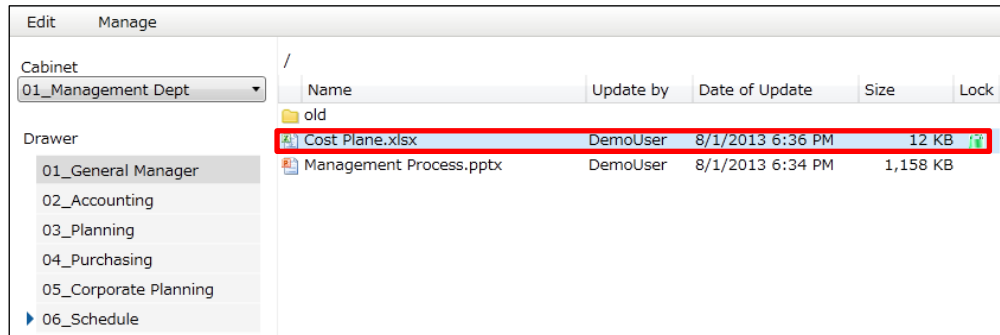 Edit Manage
Cabinet
01_Management Dept
Drawer
01_General Manager
02_Accounting
03_Planning
04_Purchasing
05_Corporate Planning
06_Schedule
/
Name Update by Date of Update Size Lock
old
Cost Plane.xlsx DemoUser 8/1/2013 6:36 PM 12 KB
Management Process.pptx DemoUser 8/1/2013 6:34 PM 1,158 KB